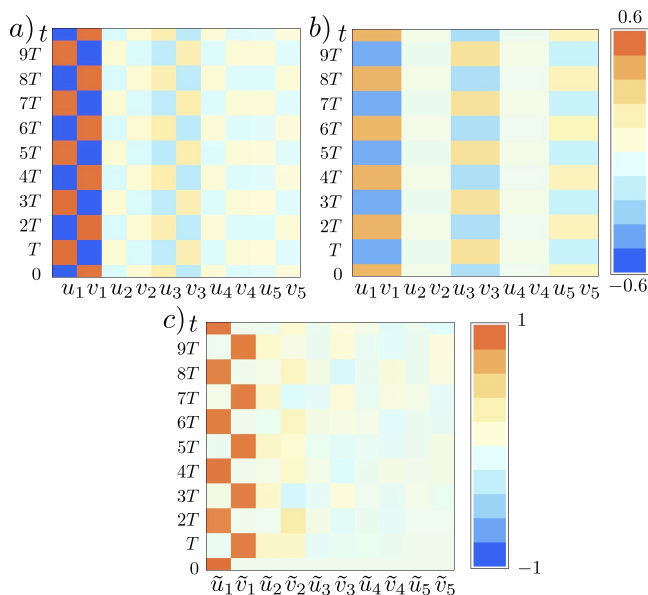 a) t
9T
8T
7T
6T
5T
4T
3T
2T
T
0
u₁ v₁ u₂ v₂ u₃ v₃ u₄ v₄ u₅ v₅
b) t
9T
8T
7T
6T
5T
4T
3T
2T
T
0
u₁ v₁ u₂ v₂ u₃ v₃ u₄ v₄ u₅ v₅
0.6
−0.6
c) t
9T
8T
7T
6T
5T
4T
3T
2T
T
0
ũ₁ ṽ₁ ũ₂ ṽ₂ ũ₃ ṽ₃ ũ₄ ṽ₄ ũ₅ ṽ₅
1
−1